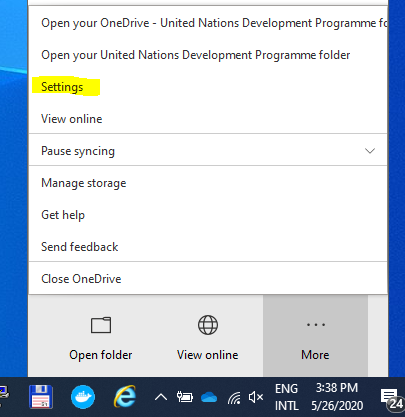 Open your OneDrive - United Nations Development Programme fo
Open your United Nations Development Programme folder
Settings
View online
Pause syncing
Manage storage
Get help
Send feedback
Close OneDrive
Open folder View online More
ENG 3:38 PM
INTL 5/26/2020
24